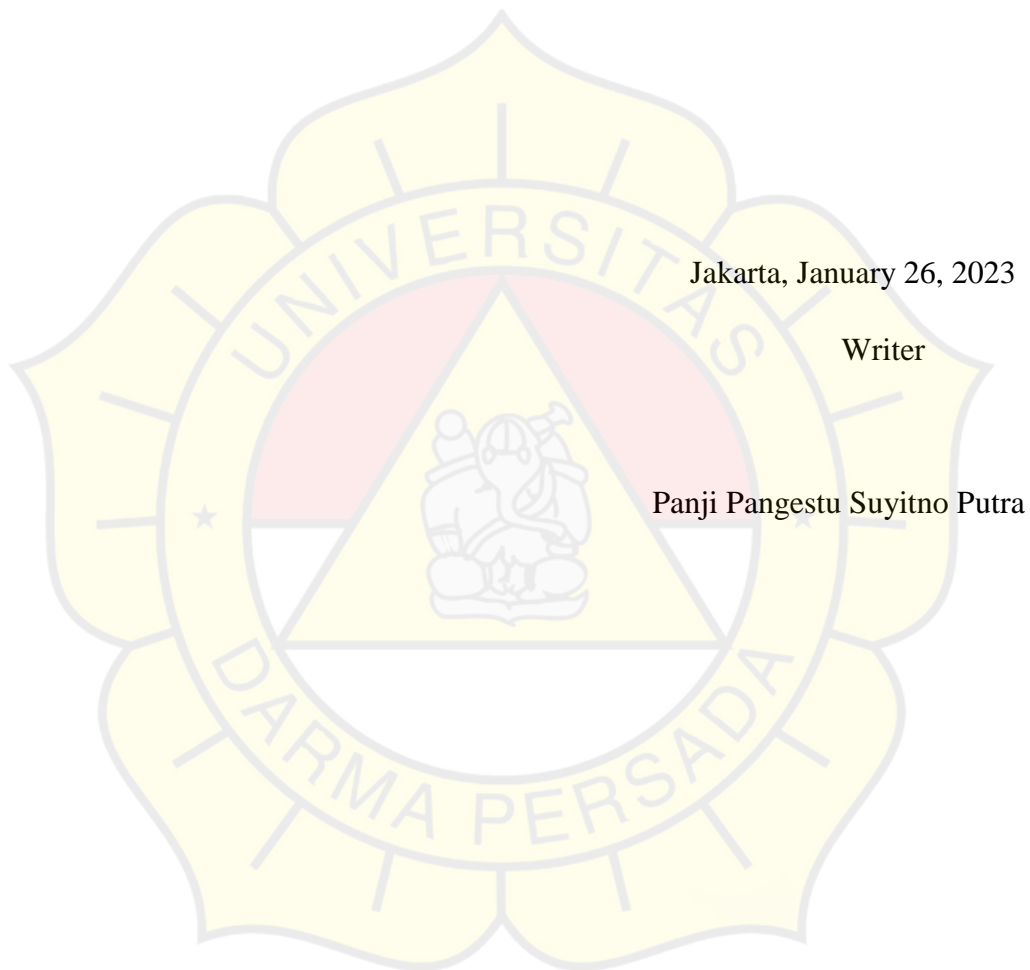 UNIVERSITAS
Jakarta, January 26, 2023
Writer
Panji Pangestu Suyitno Putra
DARMA PERSADA